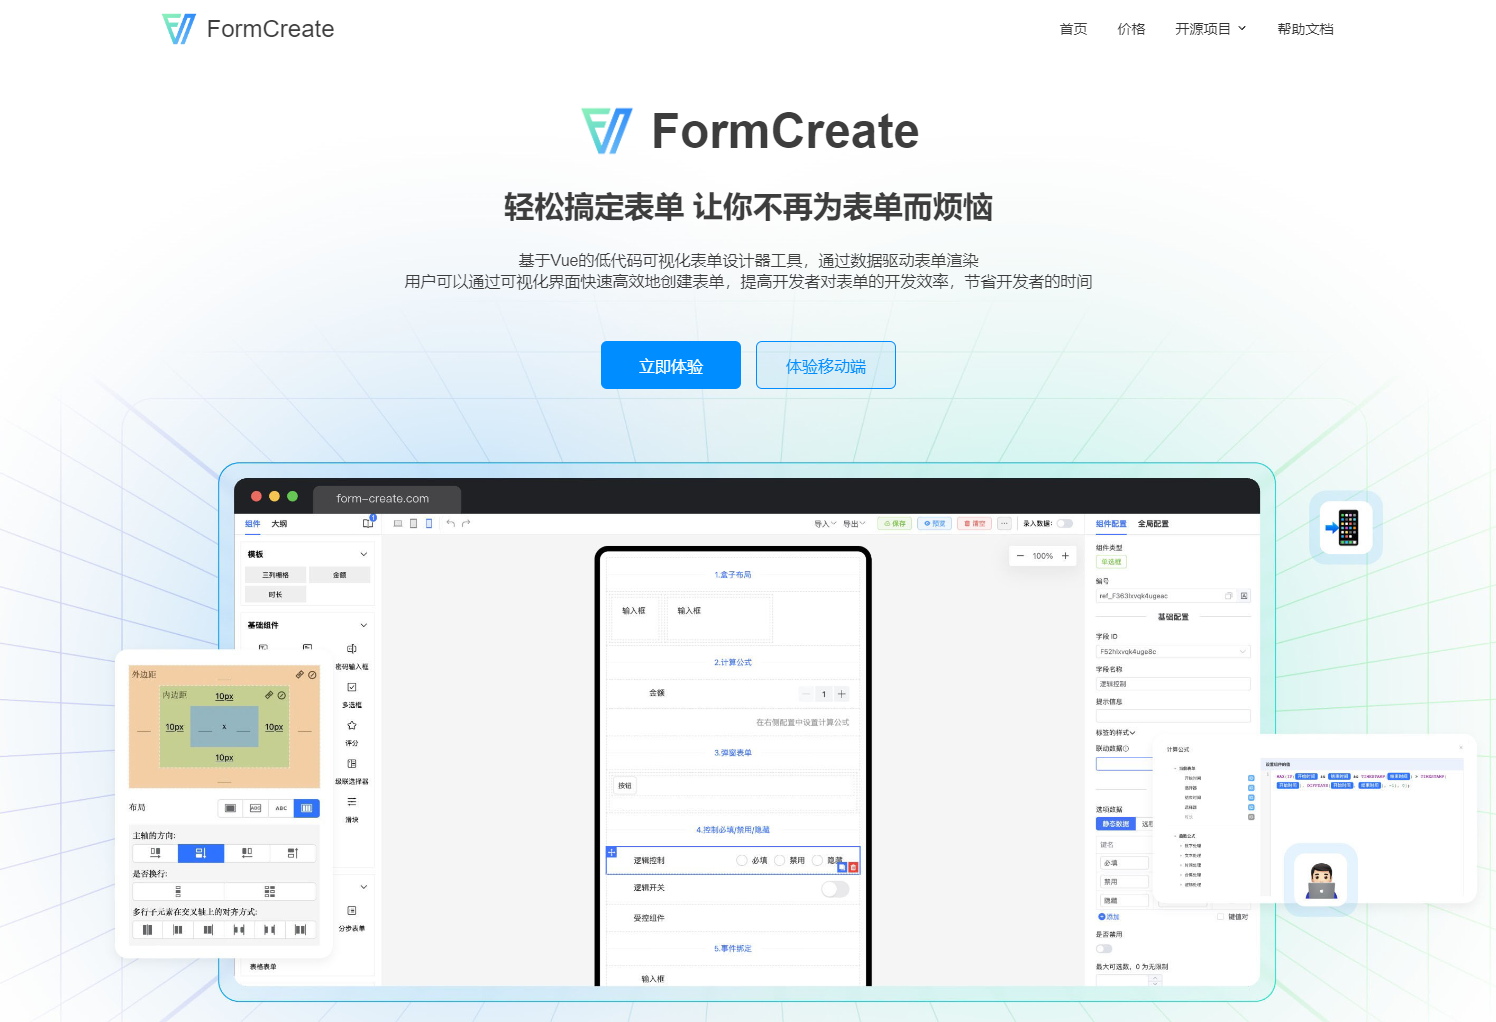 FormCreate
首页 价格 开源项目 帮助文档
FormCreate
轻松搞定表单 让你不再为表单而烦恼
基于Vue的低代码可视化表单设计器工具，通过数据驱动表单渲染
用户可以通过可视化界面快速高效地创建表单，提高开发者对表单的开发效率，节省开发者的时间
立即体验 体验移动端
form-create.com
组件 大纲 1
导入 导出 保存 预览 清空 ... 录入数据:
组件配置 全局配置
模板
三列栅格 金额
时长
基础组件
密码输入框
多选框
评分
级联选择器
滑块
分步表单
表格表单
外边距
内边距 10px
10px x 10px
10px
布局
ABC ABC
主轴的方向:
是否换行:
多行子元素在交叉轴上的对齐方式:
100%
1.盒子布局
输入框 输入框
2.计算公式
金额 1
在右侧配置中设置计算公式
3.弹窗表单
按钮
4.控制必填/禁用/隐藏
逻辑控制 必填 禁用 隐藏
逻辑开关
受控组件
5.事件绑定
输入框
组件类型
单选框
编号
ref_F363lxvqk4ugeac
基础配置
字段 ID
F52hlxvqk4uge8c
字段名称
逻辑控制
提示信息
标签的样式
联动数据
选项数据
静态数据
键名
必填
禁用
隐藏
添加 键值对
是否禁用
最大可选数，0 为无限制
计算公式